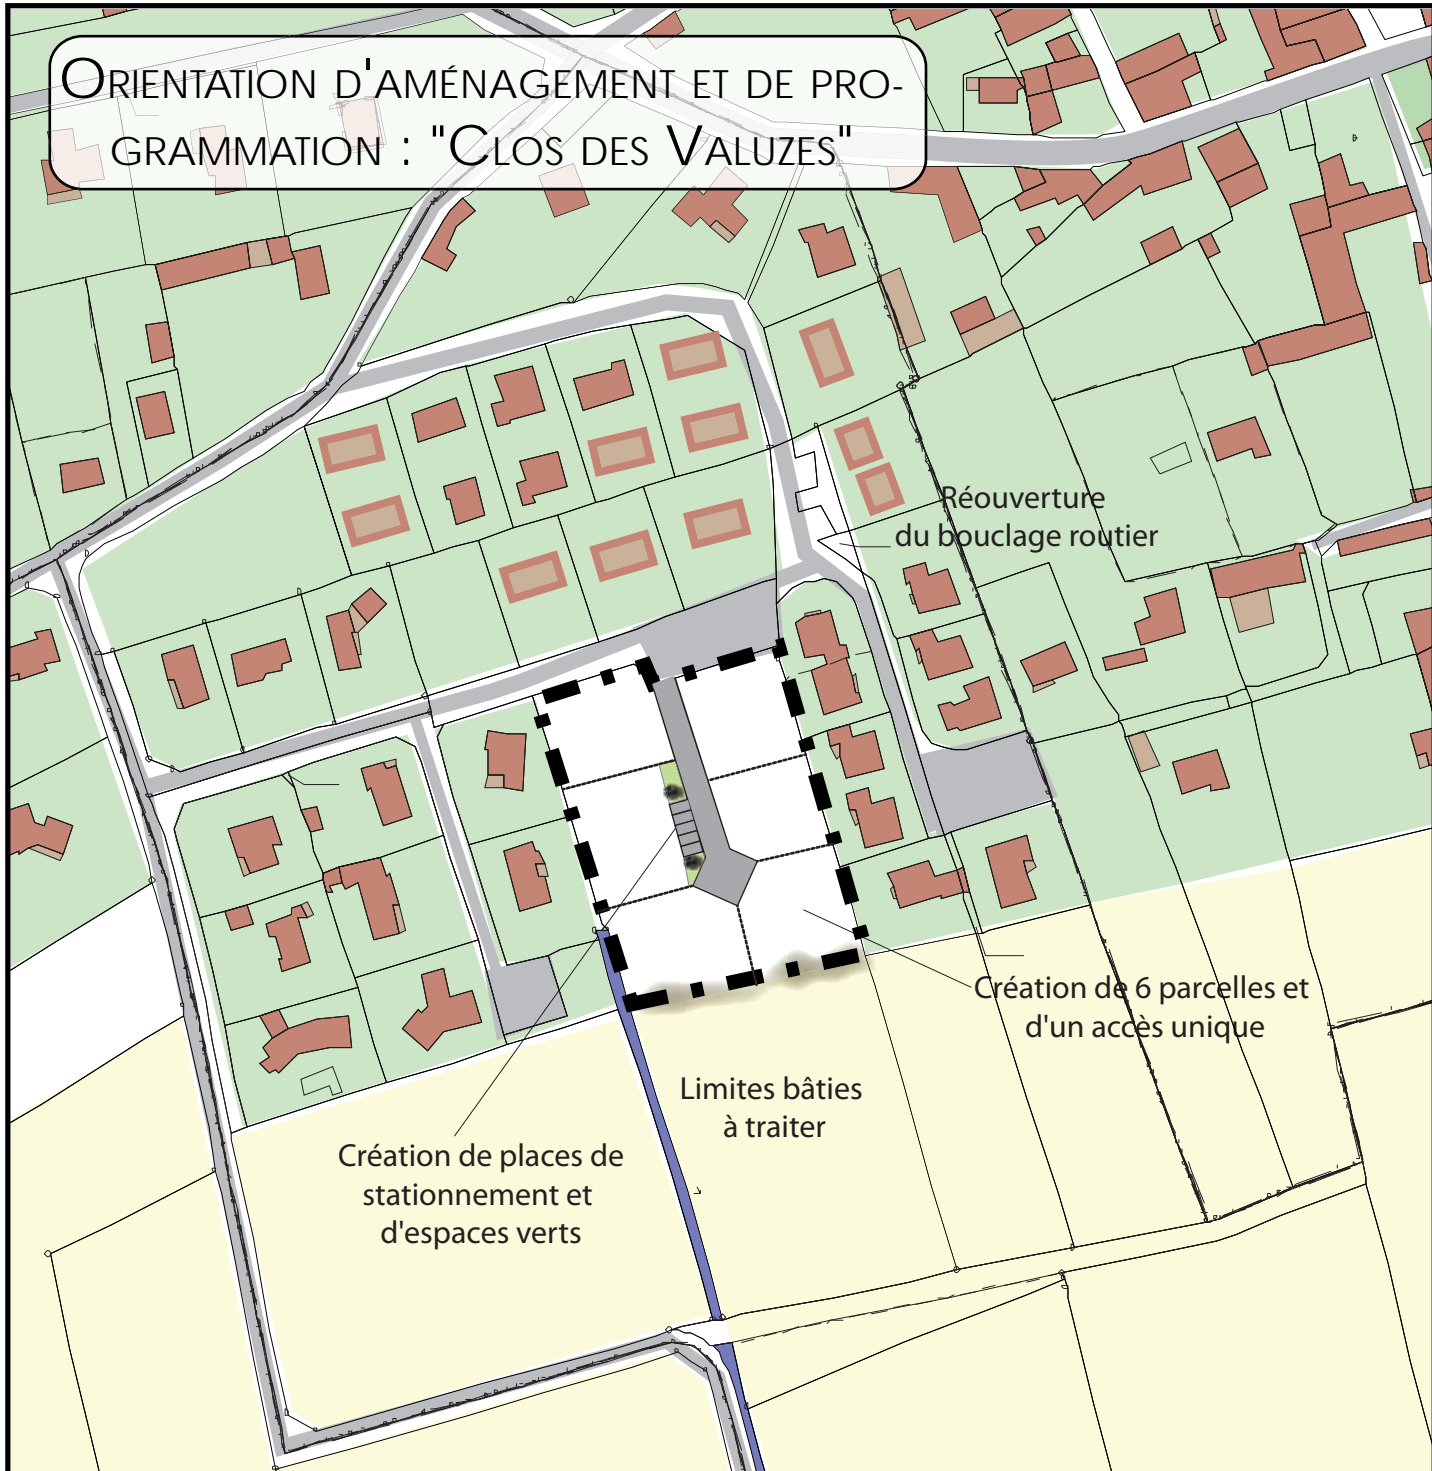 ORIENTATION D'AMÉNAGEMENT ET DE PRO-
GRAMMATION : "CLOS DES VALUZES"
Réouverture
du bouclage routier
Création de 6 parcelles et
d'un accès unique
Limites bâties
à traiter
Création de places de
stationnement et
d'espaces verts